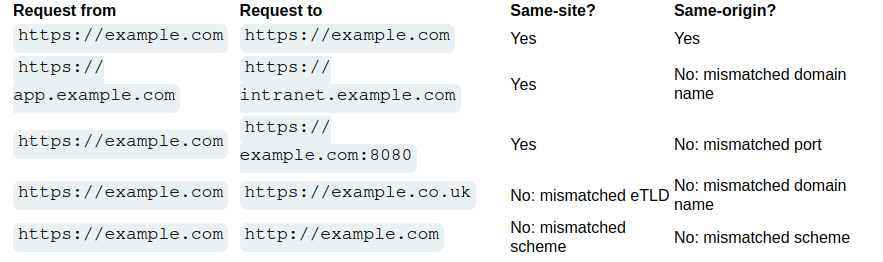 Request from Request to Same-site? Same-origin?
https://example.com https://example.com Yes Yes
https:// https:// No: mismatched domain
app.example.com intranet.example.com Yes name
https://example.com https:// Yes No: mismatched port
example.com:8080
https://example.com https://example.co.uk No: mismatched eTLD No: mismatched domain
name
https://example.com http://example.com No: mismatched No: mismatched scheme
scheme